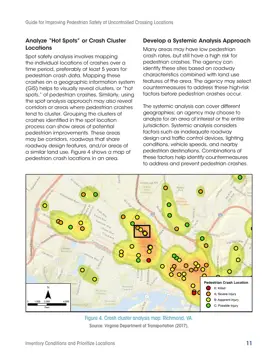 Guide for Improving Pedestrian Safety at Uncontrolled Crossing Locations
Analyze "Hot Spots" or Crash Cluster
Locations
Spot safety analysis involves mapping
the individual locations of crashes over a
time period, preferably at least 5 years for
pedestrian crash data. Mapping these
crashes on a geographic information system
(GIS) helps to visually reveal clusters, or "hot
spots," of pedestrian crashes. Similarly, using
the spot analysis approach may also reveal
corridors or areas where pedestrian crashes
tend to cluster. Grouping the clusters of
crashes identified in the spot location
process can show areas of potential
improvements. These areas
may be corridors, roadways that share
roadway design features, and/or areas of
a similar land use. Figure 4 shows a map of
pedestrian crash locations in an area.
Develop a Systemic Analysis Approach
Many areas may have low pedestrian
crash rates, but still have a high risk for
pedestrian crashes. The agency can
identify these sites based on roadway
characteristics combined with land use
features of the area. The agency may select
countermeasures to address these high-risk
factors before pedestrian crashes occur.
The systemic analysis can cover different
geographies; an agency may choose to
analyze for an area of interest or the entire
jurisdiction. Systemic analysis considers
factors such as inadequate roadway
design and traffic control devices, lighting
conditions, vehicle speeds, and nearby
pedestrian destinations. Combinations of
these factors help identify countermeasures
to address and prevent pedestrian crashes.
Pedestrian Crash Location
K: Killed
A: Severe Injury
B: Apparent Injury
C: Possible Injury
Figure 4. Crash cluster analysis map: Richmond, VA.
Source: Virginia Department of Transportation (2017).
Inventory Conditions and Prioritize Locations
11